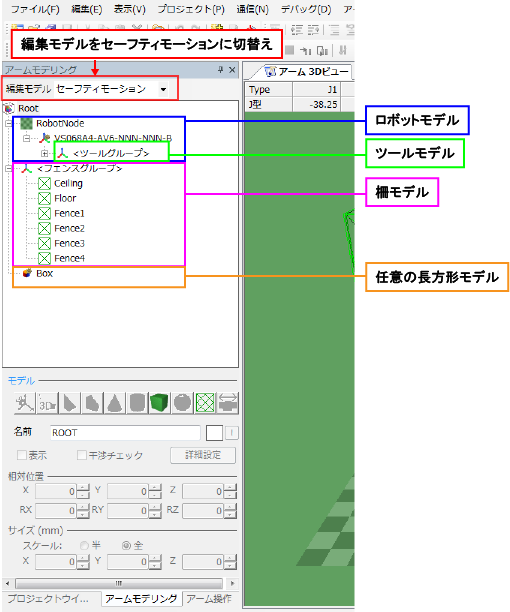 ファイル(F) 編集(E) 表示(V) プロジェクト(P) 通信(N) デバッグ(D)
編集モデルをセーフティモーションに切替え
アームモデリング
アーム 3Dビュー
編集モデル セーフティモーション
Type J1
J型 -38.25
Root
RobotNode
ロボットモデル
VS068A4-AV6-NNN-NNN-B
<ツールグループ>
ツールモデル
<フェンスグループ>
Ceiling
柵モデル
Floor
Fence1
Fence2
Fence3
Fence4
Box
任意の長方形モデル
モデル
名前 ROOT
表示 干渉チェック 詳細設定
相対位置
X 0 Y 0 Z 0
RX 0 RY 0 RZ 0
サイズ (mm)
スケール: 半 全
X 0 Y 0 Z 0
プロジェクトウイ... アームモデリング アーム操作